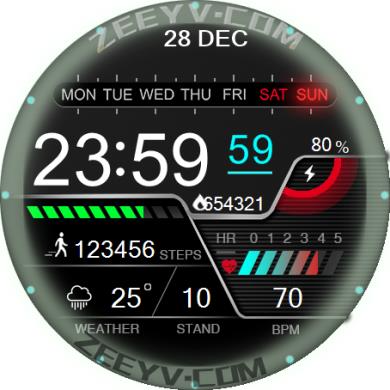 ZEEYV-COM
28 DEC
MON TUE WED THU FRI SAT SUN
23:59 59
80 %
654321
HR 0 1 2 3 4 5
123456 STEPS
25° 10 70
WEATHER STAND BPM
ZEEYV-COM